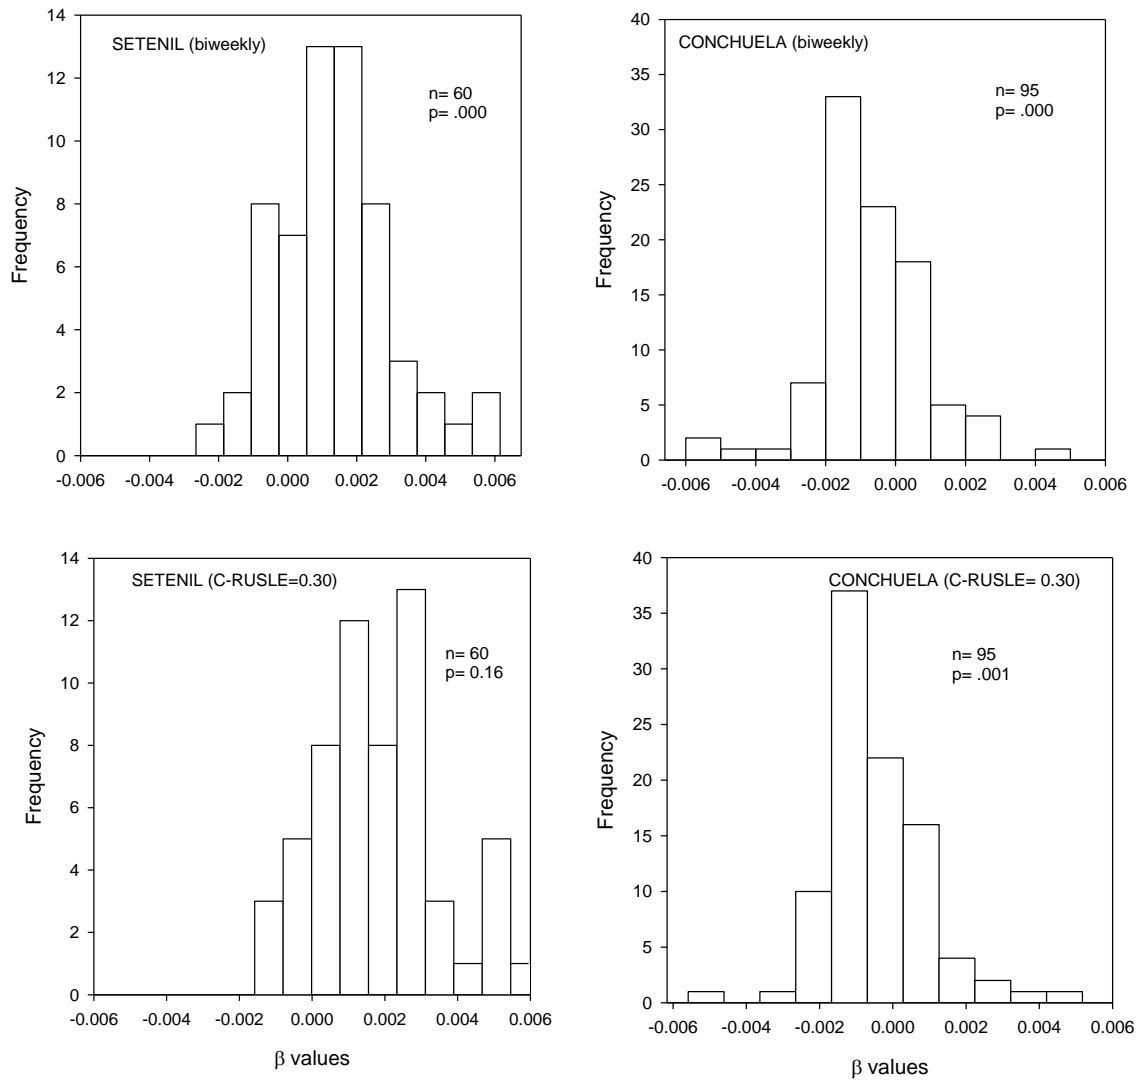 SETENIL (biweekly)
n= 60
p= .000
Frequency
14
12
10
8
6
4
2
0
-0.006 -0.004 -0.002 0.000 0.002 0.004 0.006
CONCHUELA (biweekly)
n= 95
p= .000
Frequency
40
35
30
25
20
15
10
5
0
-0.006 -0.004 -0.002 0.000 0.002 0.004 0.006
SETENIL (C-RUSLE=0.30)
n= 60
p= 0.16
Frequency
14
12
10
8
6
4
2
0
-0.006 -0.004 -0.002 0.000 0.002 0.004 0.006
β values
CONCHUELA (C-RUSLE= 0.30)
n= 95
p= .001
Frequency
40
35
30
25
20
15
10
5
0
-0.006 -0.004 -0.002 0.000 0.002 0.004 0.006
β values